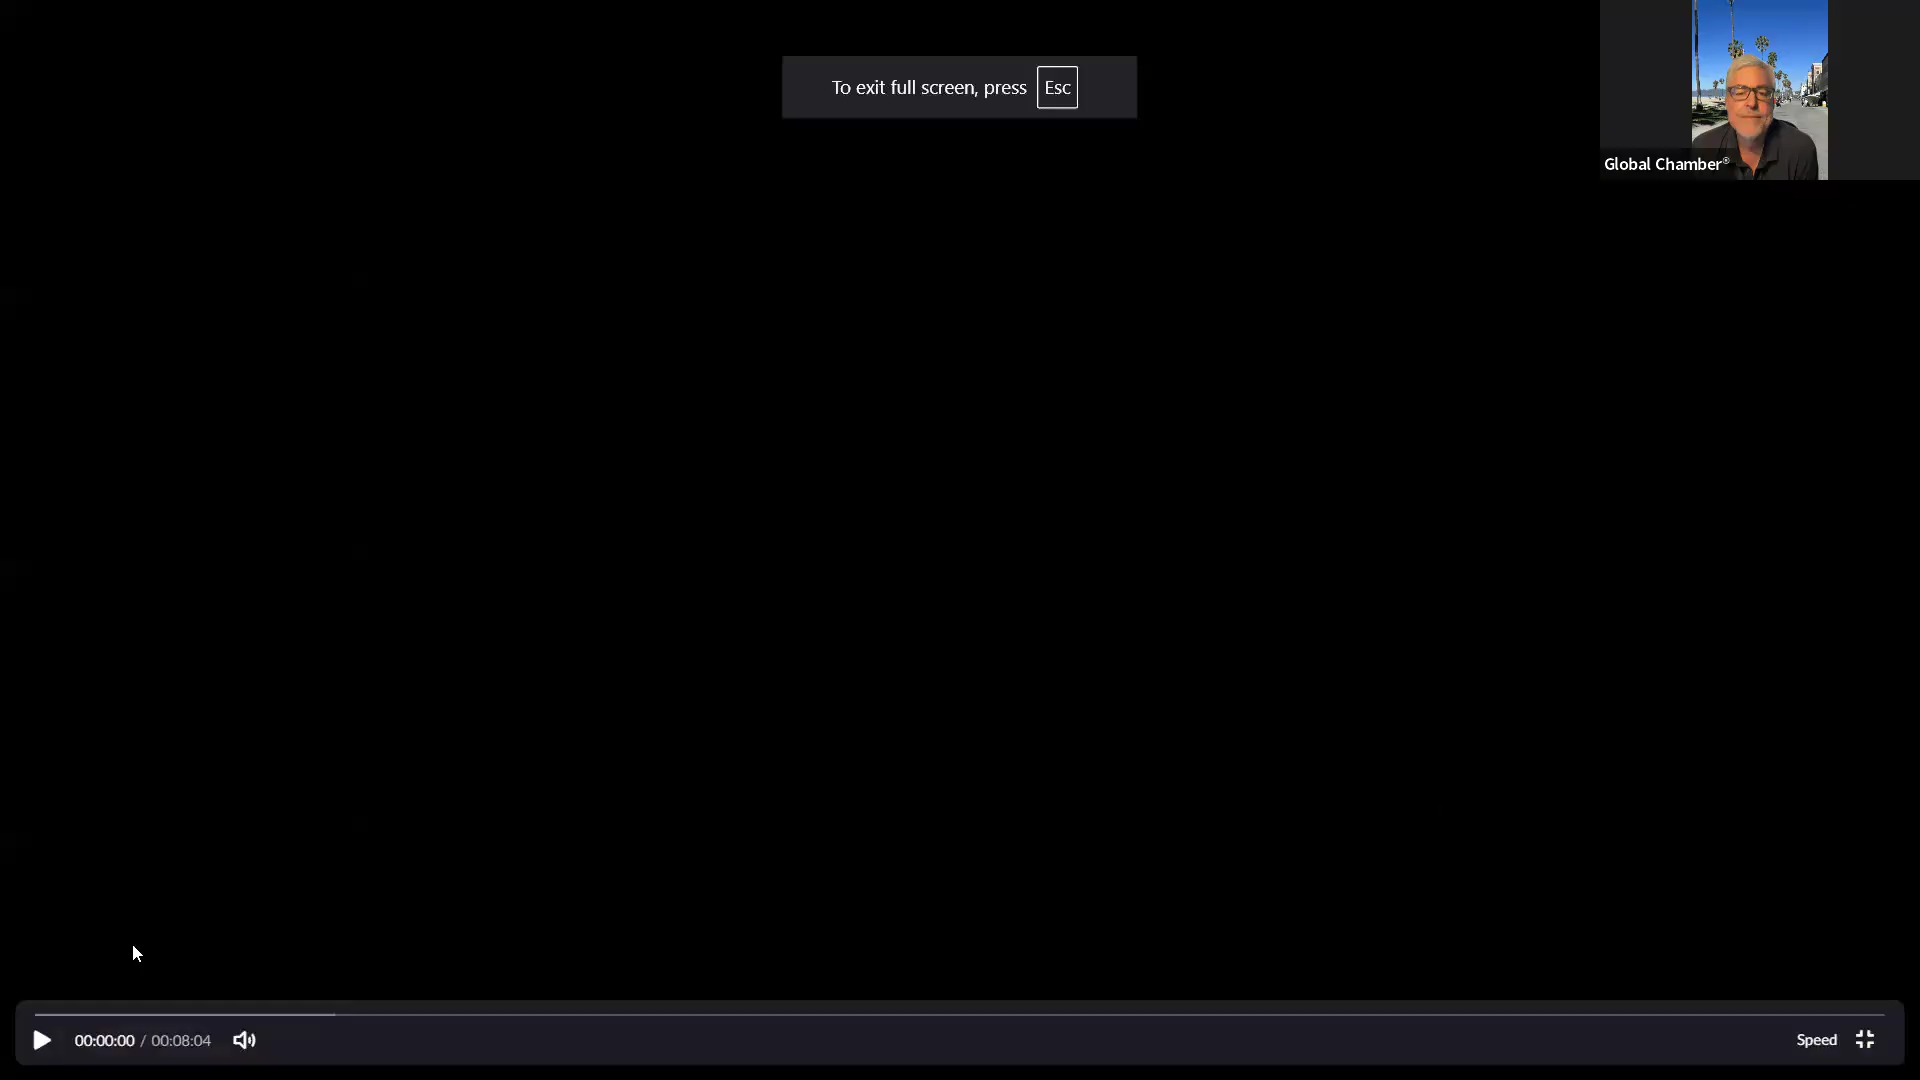 To exit full screen, press Esc
Global Chamber®
00:00:00 / 00:08:04
Speed